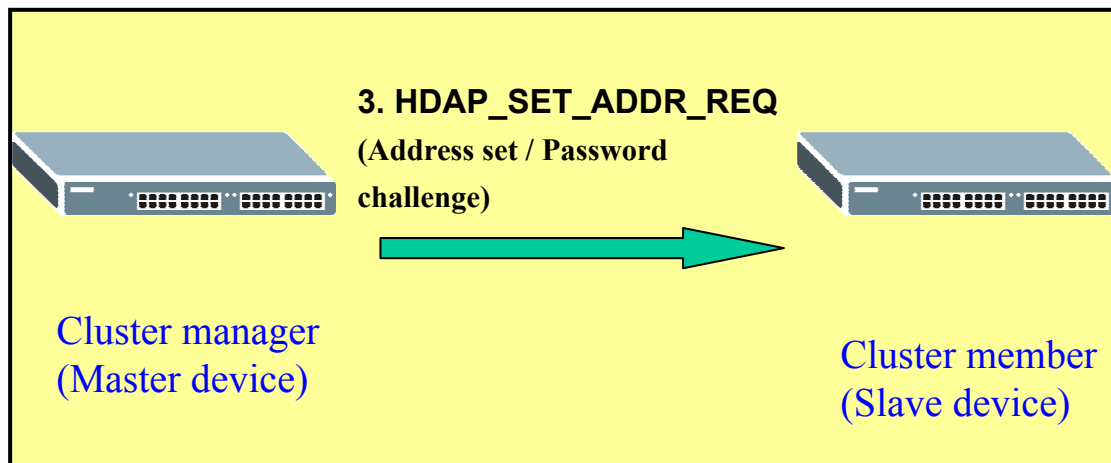 3. HDAP_SET_ADDR_REQ
(Address set / Password
challenge)
Cluster manager
(Master device)
Cluster member
(Slave device)